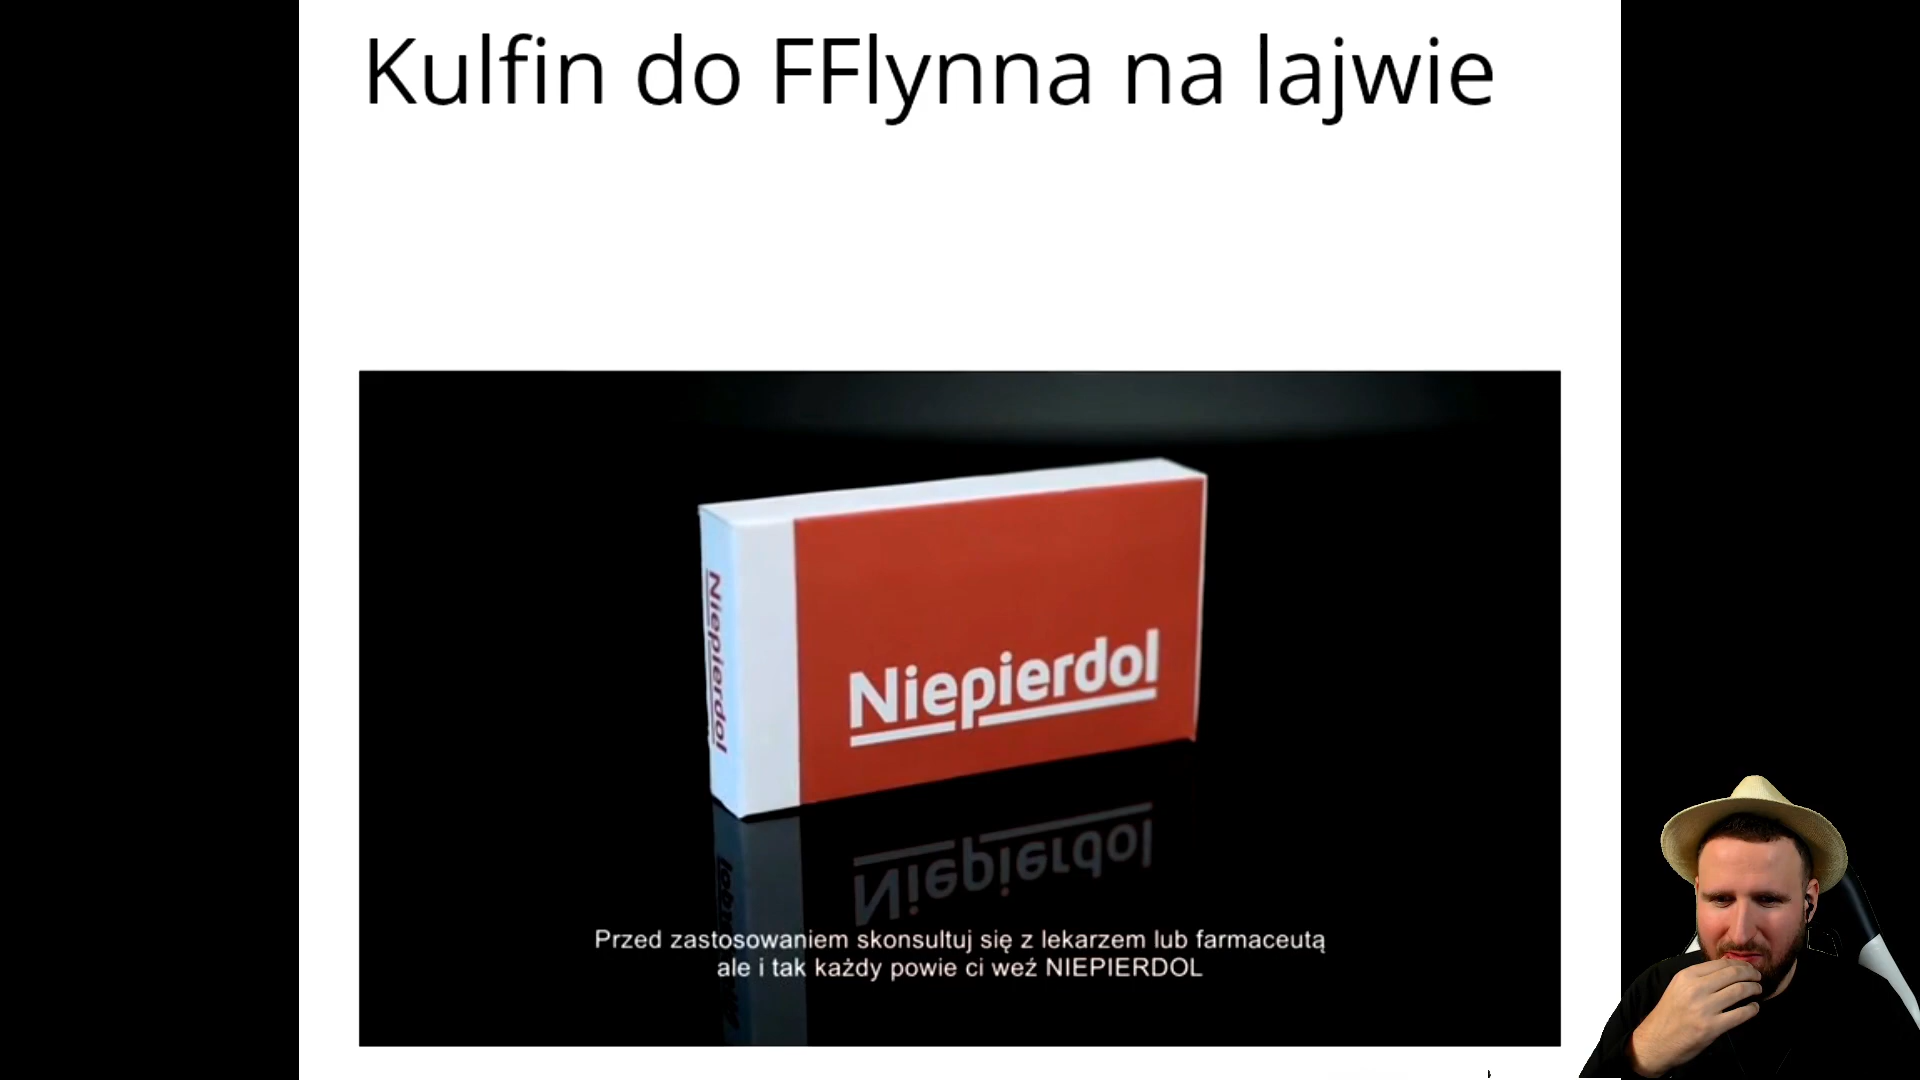 Kulfin do FFlynna na lajwie
Niepierdol
Niepierdol
Niepierdol
Przed zastosowaniem skonsultuj się z lekarzem lub farmaceutą
ale i tak każdy powie ci weź NIEPIERDOL